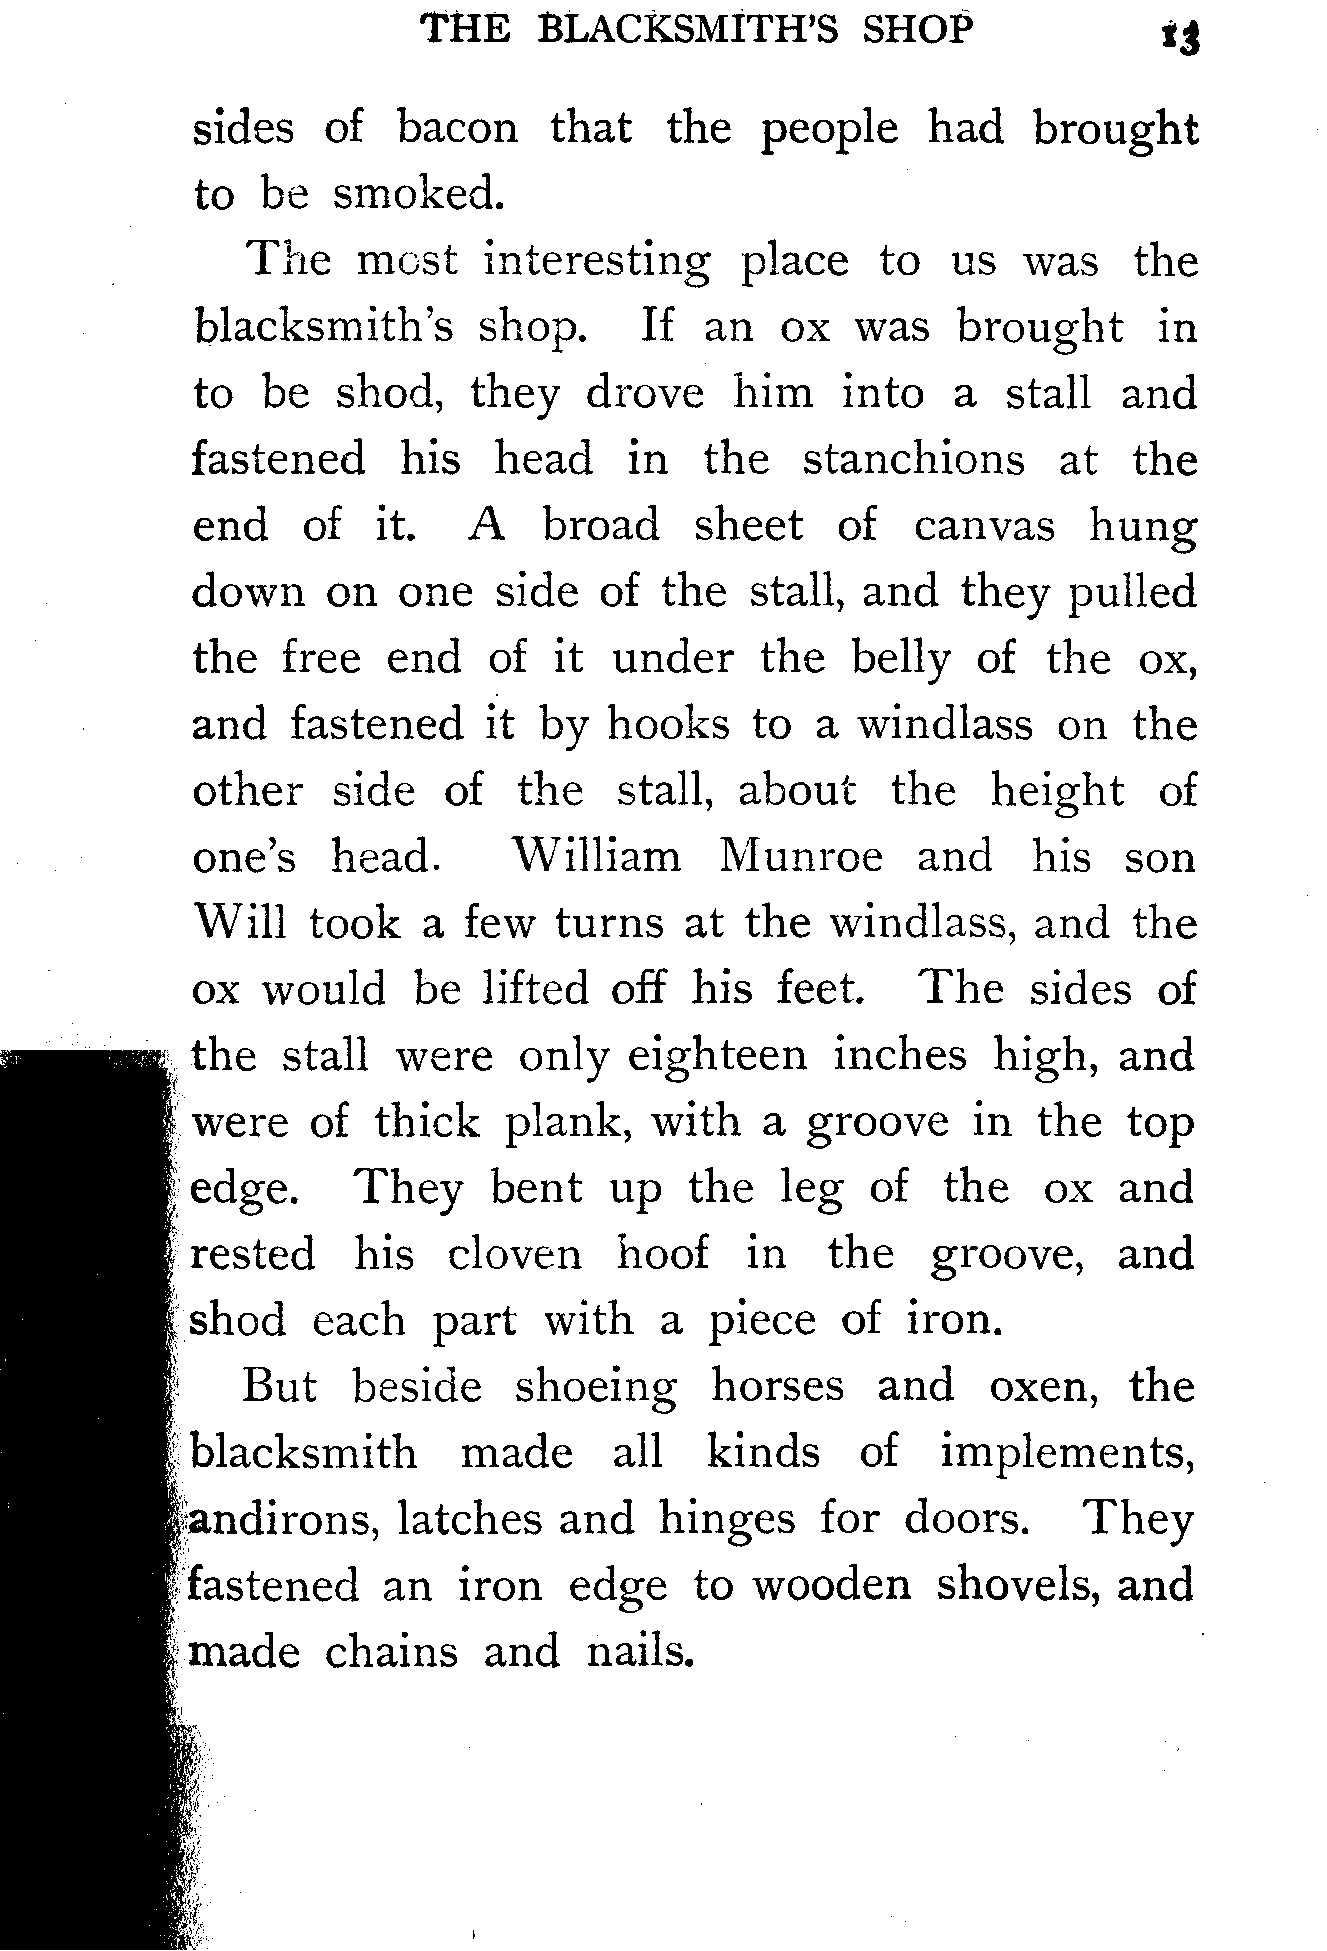 THE BLACKSMITH'S SHOP 13
sides of bacon that the people had brought
to be smoked.
The most interesting place to us was the
blacksmith's shop. If an ox was brought in
to be shod, they drove him into a stall and
fastened his head in the stanchions at the
end of it. A broad sheet of canvas hung
down on one side of the stall, and they pulled
the free end of it under the belly of the ox,
and fastened it by hooks to a windlass on the
other side of the stall, about the height of
one's head. William Munroe and his son
Will took a few turns at the windlass, and the
ox would be lifted off his feet. The sides of
the stall were only eighteen inches high, and
were of thick plank, with a groove in the top
edge. They bent up the leg of the ox and
rested his cloven hoof in the groove, and
shod each part with a piece of iron.
But beside shoeing horses and oxen, the
blacksmith made all kinds of implements,
andirons, latches and hinges for doors. They
fastened an iron edge to wooden shovels, and
made chains and nails.